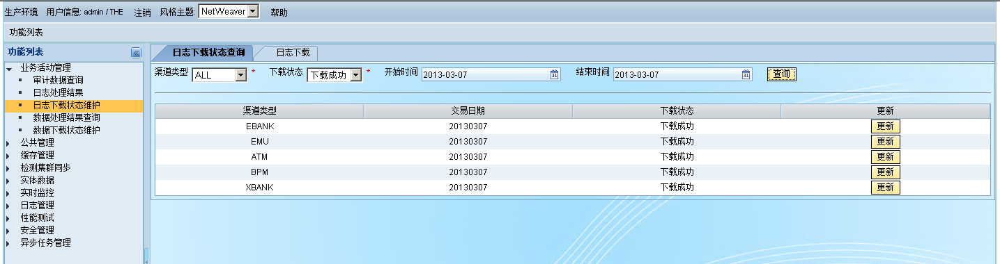 生产环境 用户信息: admin / THE 注销 风格主题: NetWeaver 帮助
功能列表
功能列表
业务活动管理
审计数据查询
日志处理结果
日志下载状态维护
数据处理结果查询
数据下载状态维护
公共管理
缓存管理
检测集群同步
实体数据
实时监控
日志管理
性能测试
安全管理
异步任务管理
日志下载状态查询 日志下载
渠道类型 ALL * 下载状态 下载成功 * 开始时间 2013-03-07 31 结束时间 2013-03-07 31 查询
渠道类型 交易日期 下载状态 更新
EBANK 20130307 下载成功 更新
EMU 20130307 下载成功 更新
ATM 20130307 下载成功 更新
BPM 20130307 下载成功 更新
XBANK 20130307 下载成功 更新